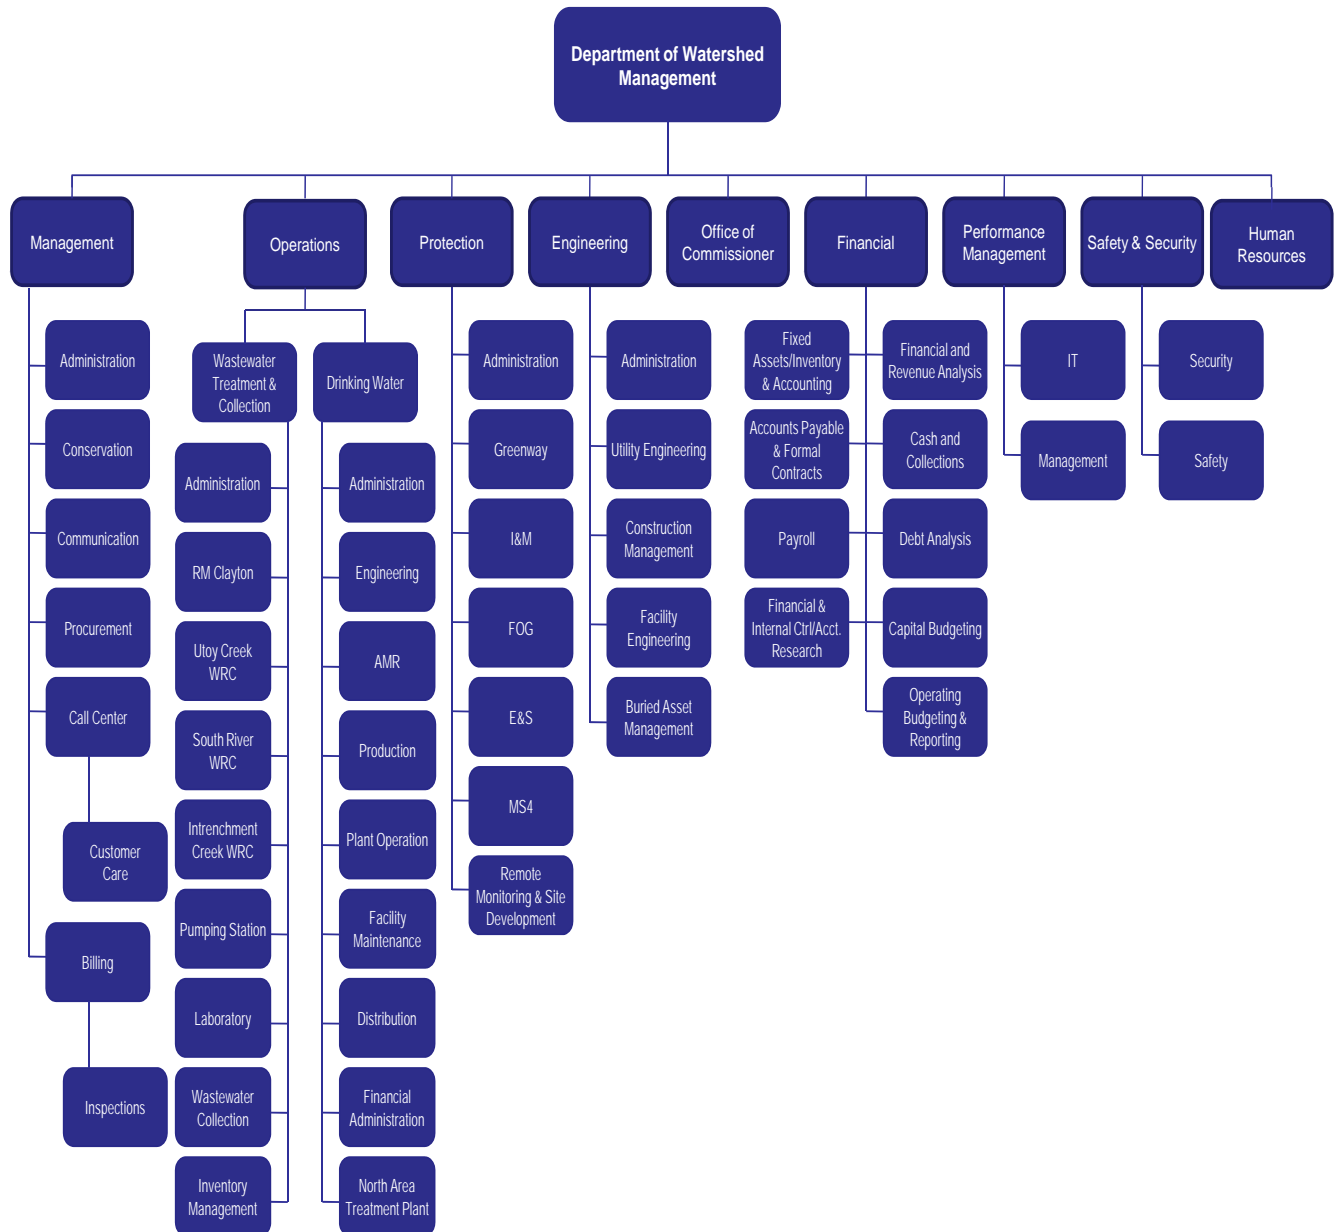 Department of Watershed
Management
Management
Operations
Protection
Engineering
Office of
Commissioner
Financial
Performance
Management
Safety & Security
Human
Resources
Administration
Conservation
Communication
Procurement
Call Center
Customer
Care
Billing
Inspections
Wastewater
Treatment &
Collection
Administration
RM Clayton
Utoy Creek
WRC
South River
WRC
Intrenchment
Creek WRC
Pumping Station
Laboratory
Wastewater
Collection
Inventory
Management
Drinking Water
Administration
Engineering
AMR
Production
Plant Operation
Facility
Maintenance
Distribution
Financial
Administration
North Area
Treatment Plant
Administration
Greenway
I&M
FOG
E&S
MS4
Remote
Monitoring & Site
Development
Administration
Utility Engineering
Construction
Management
Facility
Engineering
Buried Asset
Management
Fixed
Assets/Inventory
& Accounting
Accounts Payable
& Formal
Contracts
Payroll
Financial &
Internal Ctrl/Acct.
Research
Financial and
Revenue Analysis
Cash and
Collections
Debt Analysis
Capital Budgeting
Operating
Budgeting &
Reporting
IT
Management
Security
Safety